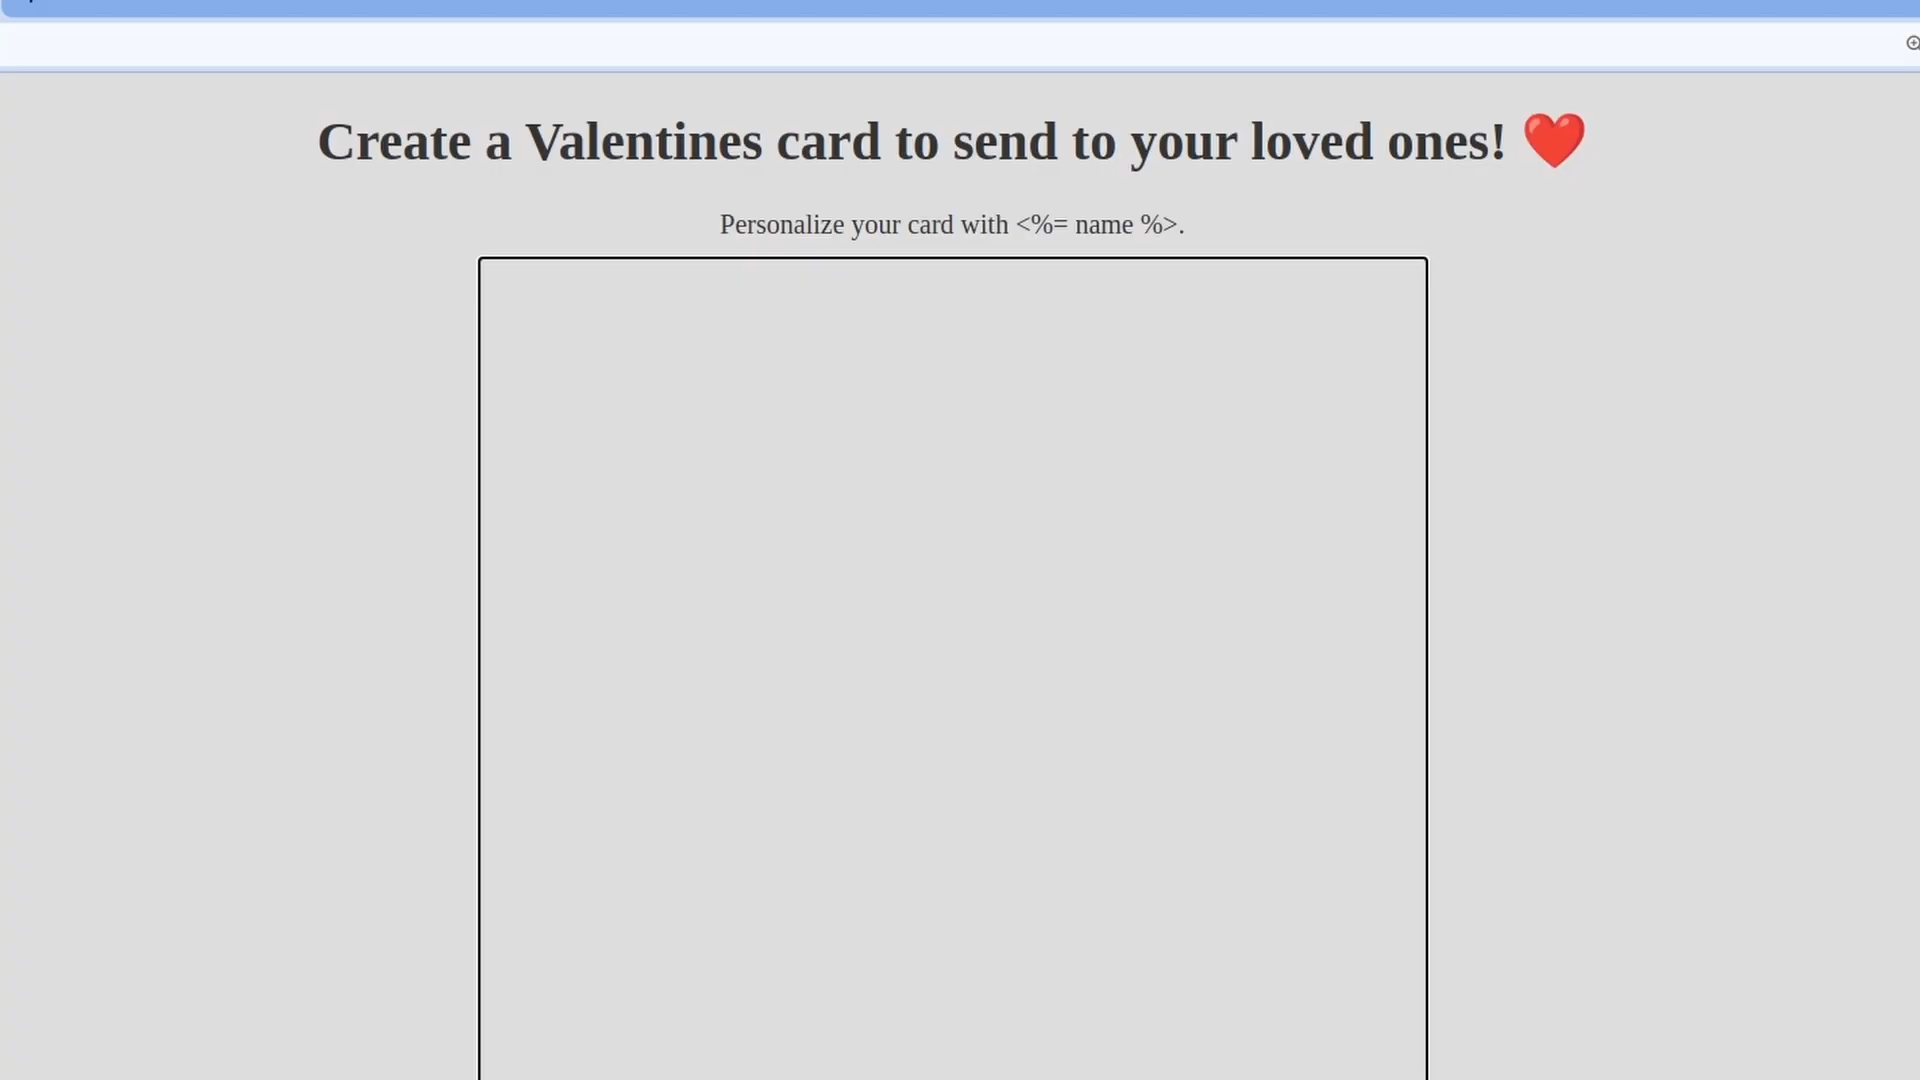 Create a Valentines card to send to your loved ones! ❤️
Personalize your card with <%= name %>.